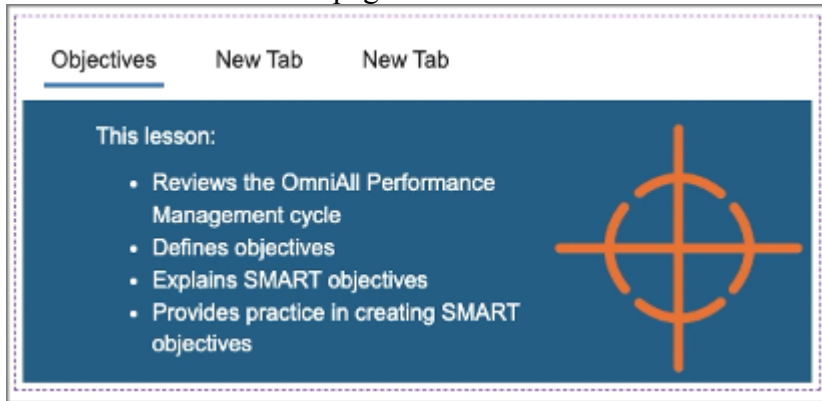 Objectives New Tab New Tab
This lesson:
• Reviews the OmniAll Performance
Management cycle
• Defines objectives
• Explains SMART objectives
• Provides practice in creating SMART
objectives